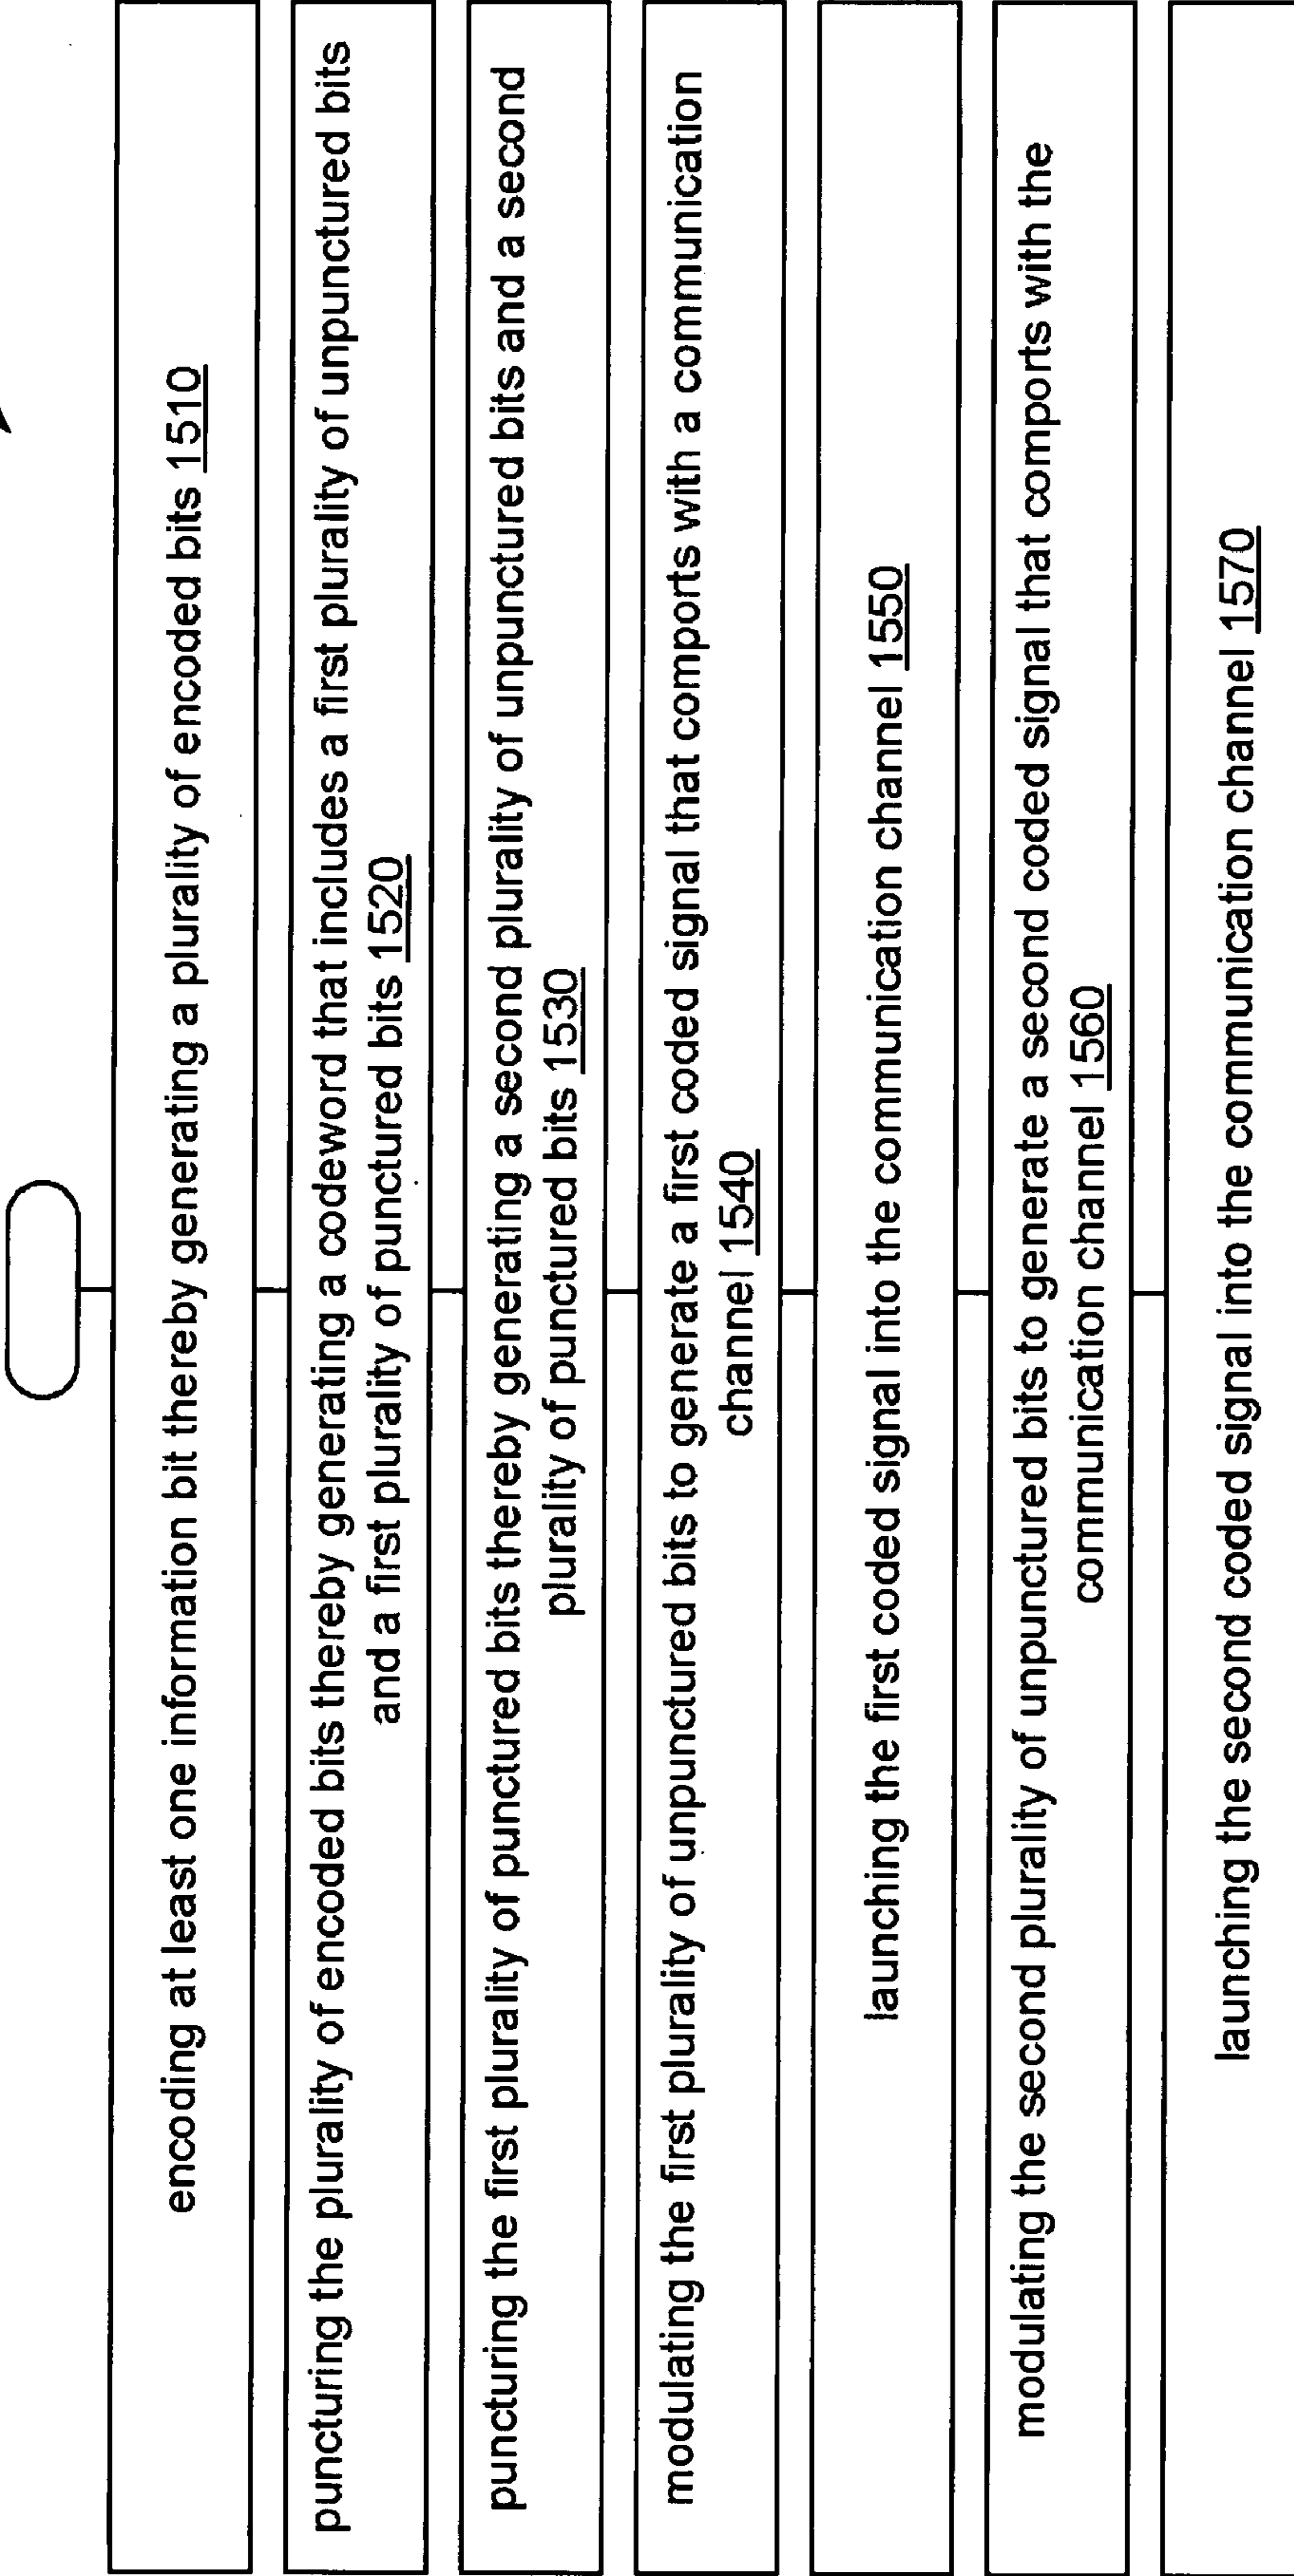 encoding at least one information bit thereby generating a plurality of encoded bits 1510
puncturing the plurality of encoded bits thereby generating a codeword that includes a first plurality of unpunctured bits
and a first plurality of punctured bits 1520
puncturing the first plurality of punctured bits thereby generating a second plurality of unpunctured bits and a second
plurality of punctured bits 1530
modulating the first plurality of unpunctured bits to generate a first coded signal that comports with a communication
channel 1540
launching the first coded signal into the communication channel 1550
modulating the second plurality of unpunctured bits to generate a second coded signal that comports with the
communication channel 1560
launching the second coded signal into the communication channel 1570